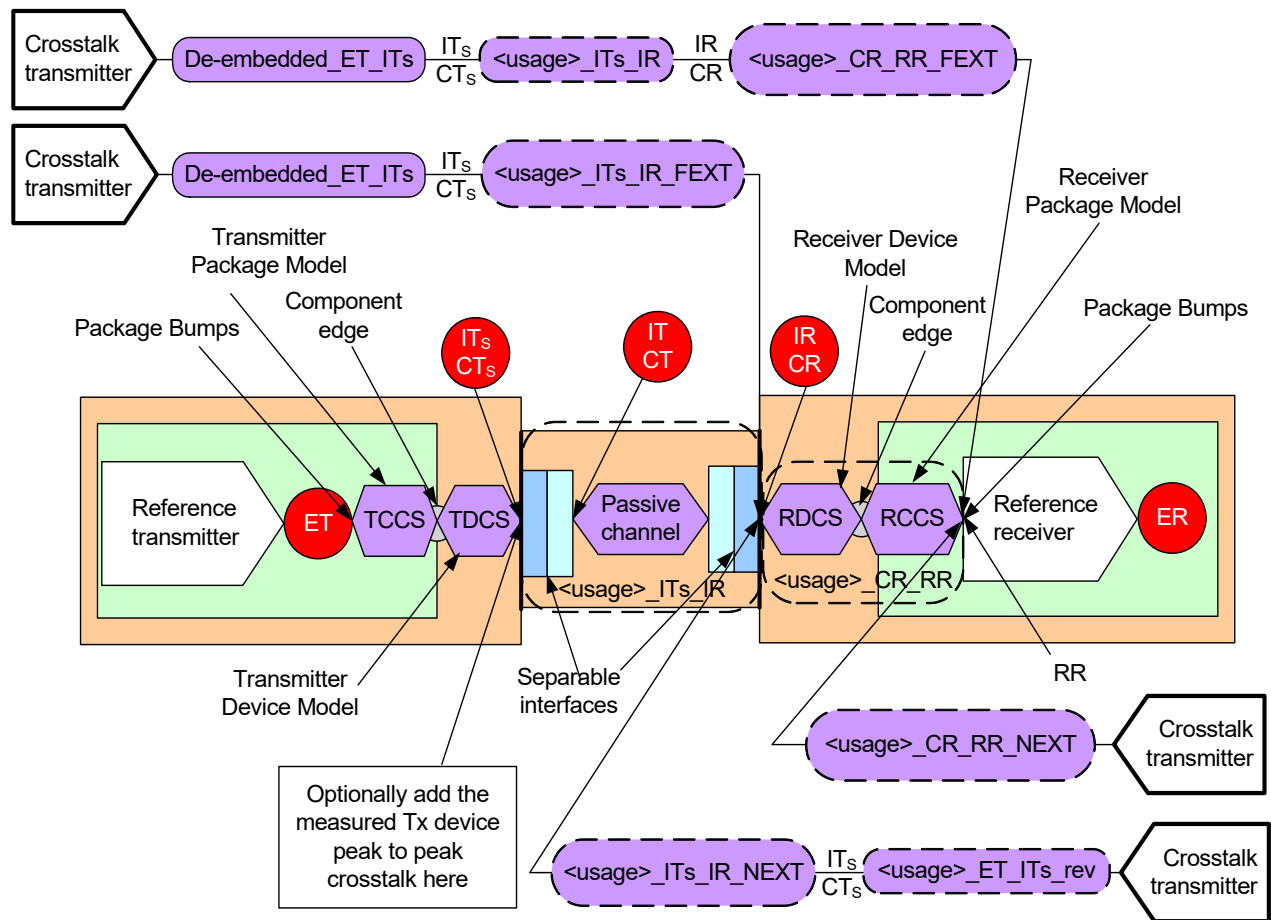 Crosstalk
transmitter
De-embedded_ET_ITs
ITS
CTS
<usage>_ITs_IR
IR
CR
<usage>_CR_RR_FEXT
Crosstalk
transmitter
De-embedded_ET_ITs
ITS
CTS
<usage>_ITs_IR_FEXT
Receiver
Package Model
Transmitter
Package Model
Receiver Device
Model
Package Bumps
Component
edge
Component
edge
Package Bumps
ITS
CTS
IT
CT
IR
CR
Reference
transmitter
ET
TCCS
TDCS
Passive
channel
RDCS
RCCS
Reference
receiver
ER
<usage>_ITs_IR
<usage>_CR_RR
Transmitter
Device Model
Separable
interfaces
RR
<usage>_CR_RR_NEXT
Crosstalk
transmitter
Optionally add the
measured Tx device
peak to peak
crosstalk here
<usage>_ITs_IR_NEXT
ITS
CTS
<usage>_ET_ITs_rev
Crosstalk
transmitter